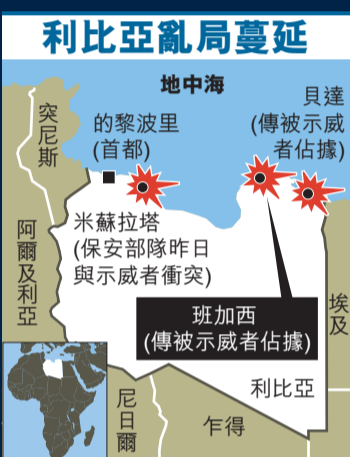 利比亞亂局蔓延
地中海
突尼斯
的黎波里
(首都)
貝達
(傳被示威
者佔據)
阿爾及利亞
米蘇拉塔
(保安部隊昨日
與示威者衝突)
班加西
(傳被示威者佔據)
埃及
利比亞
尼日爾
乍得